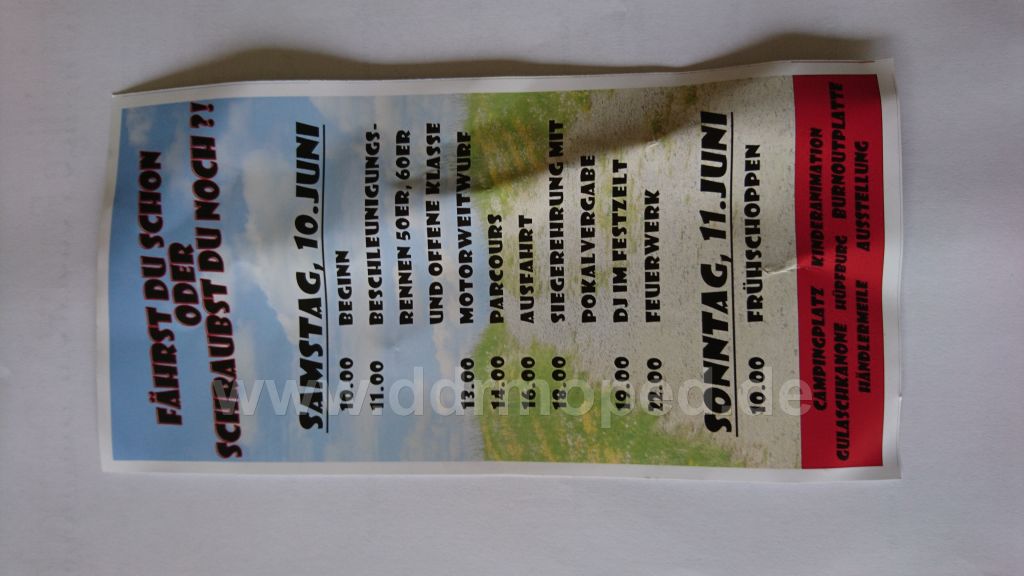 FÄHRST DU SCHON
ODER
SCHRAUBST DU NOCH ?!
SAMSTAG, 10.JUNI
10.00 BEGINN
11.00 BESCHLEUNIGUNGS-
RENNEN 50ER, 60ER
UND OFFENE KLASSE
13.00 MOTORWEITWURF
14.00 PARCOURS
16.00 AUSFAHRT
18.00 SIEGEREHRUNG MIT
POKALVERGABE
19.00 DJ IM FESTZELT
22.00 FEUERWERK
SONNTAG, 11.JUNI
10.00 FRÜHSCHOPPEN
CAMPINGPLATZ KINDERANIMATION
GULASCHKANONE HÜPFBURG BURNOUTPLATTE
HÄNDLERMEILE AUSSTELLUNG
www.ddrmoped.de